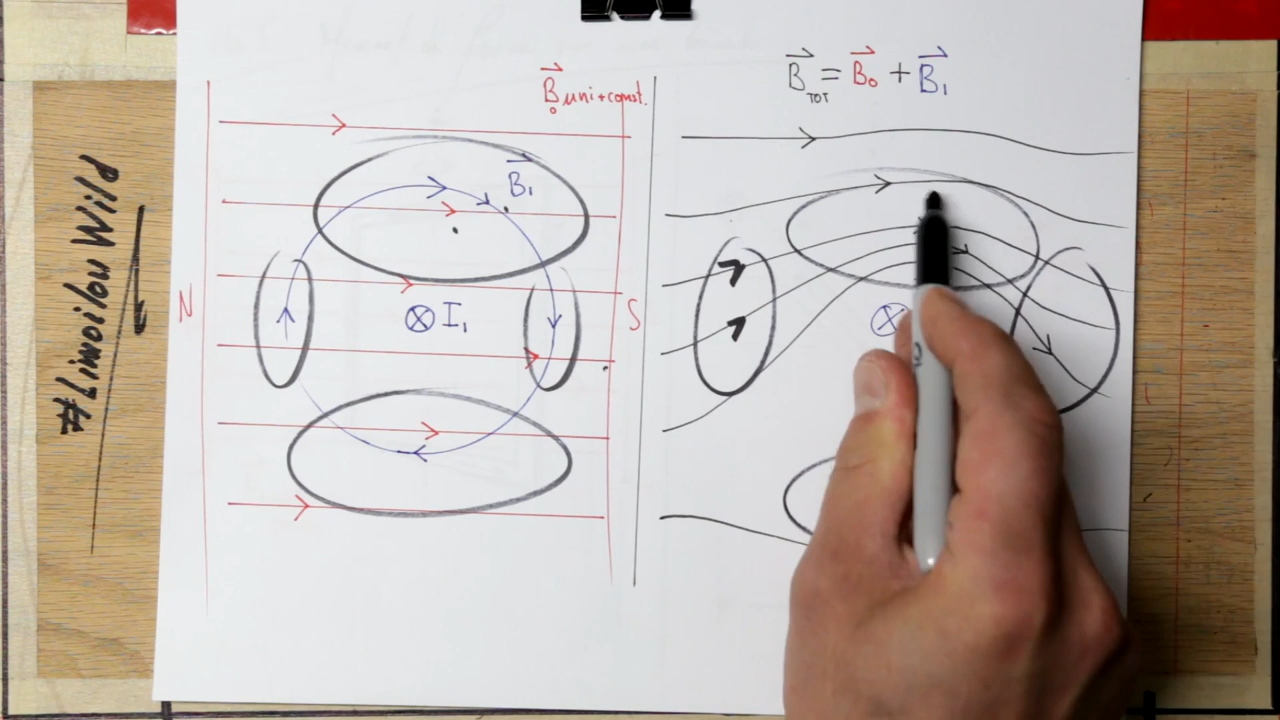 #Limoilou Wild
B₀ uni+const.
B₁
N
⊗ I₁
S
B_TOT = B₀ + B₁